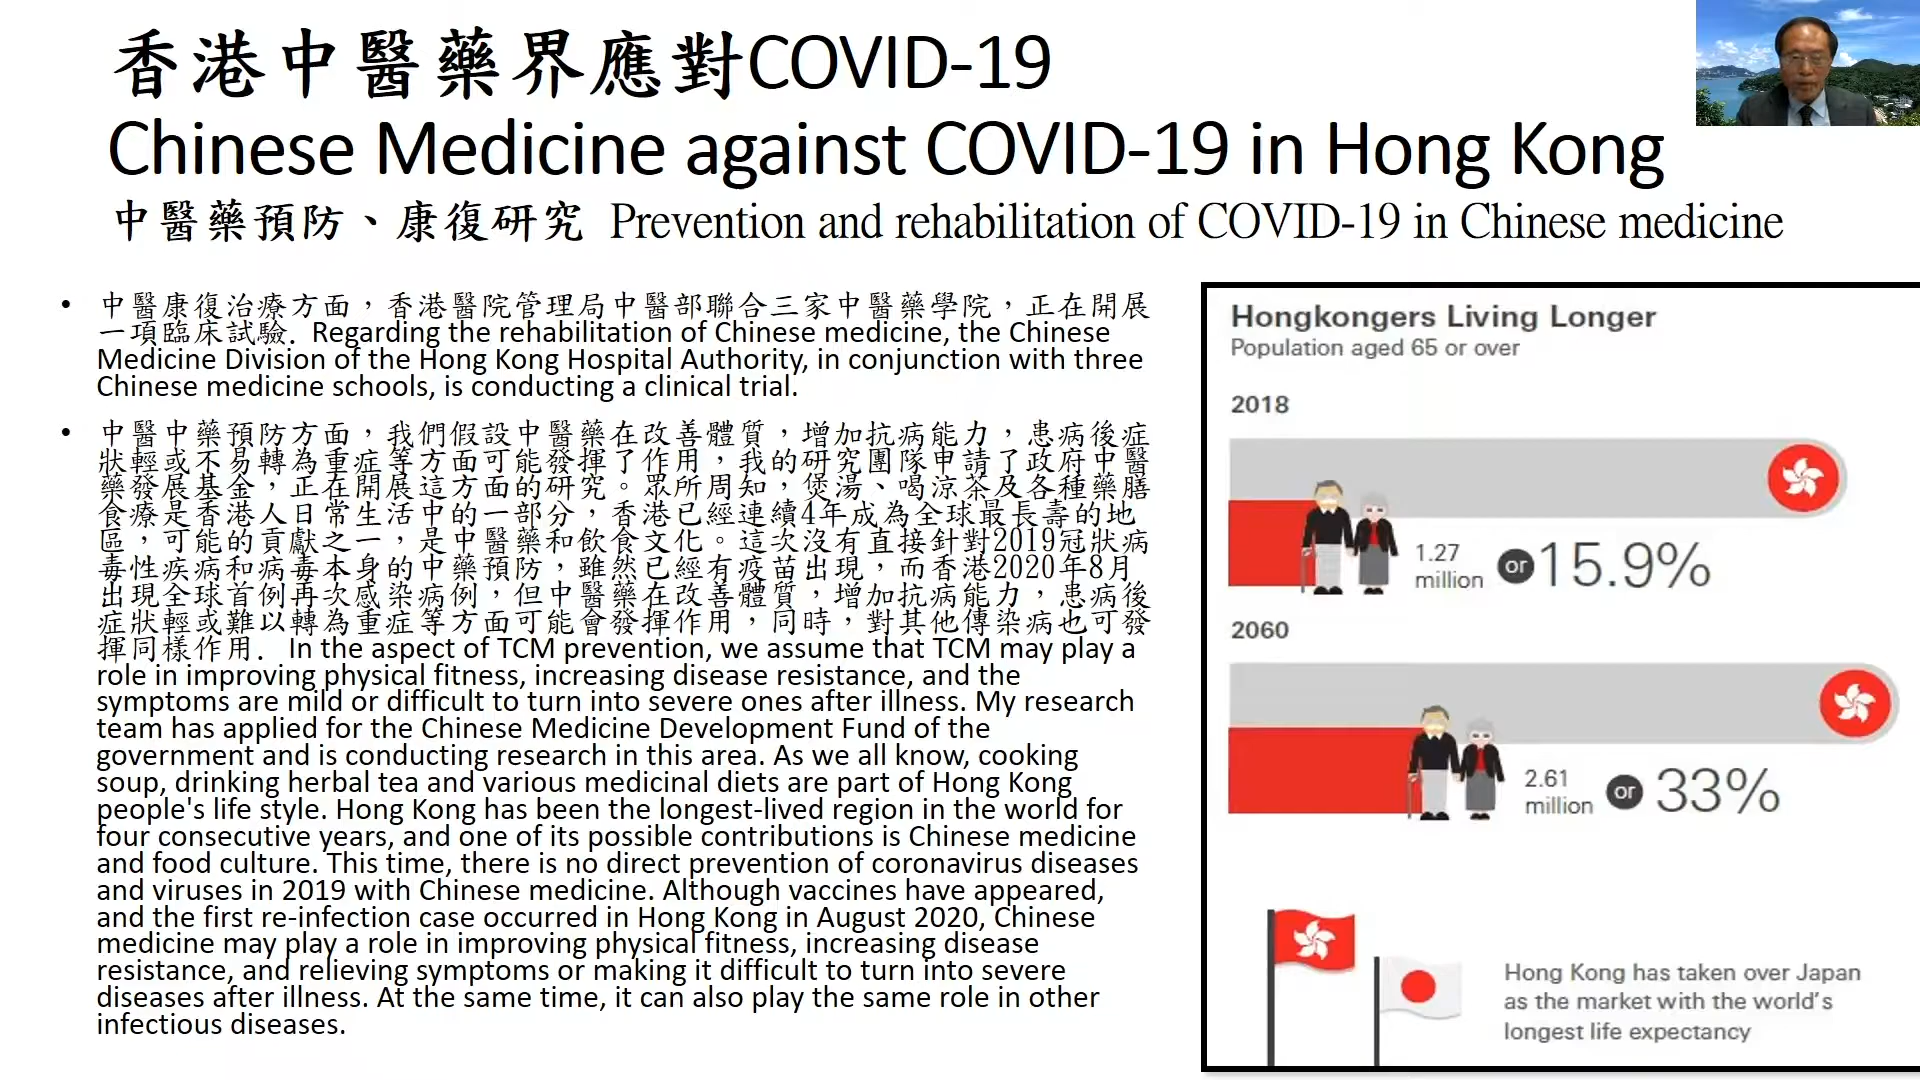 香港中醫藥界應對COVID-19
Chinese Medicine against COVID-19 in Hong Kong
中醫藥預防、康復研究 Prevention and rehabilitation of COVID-19 in Chinese medicine
• 中醫康復治療方面，香港醫院管理局中醫部聯合三家中醫藥學院，正在開展
一項臨床試驗. Regarding the rehabilitation of Chinese medicine, the Chinese
Medicine Division of the Hong Kong Hospital Authority, in conjunction with three
Chinese medicine schools, is conducting a clinical trial.
• 中醫中藥預防方面，我們假設中醫藥在改善體質，增加抗病能力，患病後症
狀輕或不易轉為重症等方面可能發揮了作用，我的研究團隊申請了政府中醫
藥發展基金，正在開展這方面的研究。眾所周知，煲湯、喝涼茶及各種藥膳
食療是香港人日常生活中的一部分，香港已經連續4年成為全球最長壽的地
區，可能的貢獻之一，是中醫藥和飲食文化。這次沒有直接針對2019冠狀病
毒性疾病和病毒本身的中藥預防，雖然已經有疫苗出現，而香港2020年8月
出現全球首例再次感染病例，但中醫藥在改善體質，增加抗病能力，患病後
症狀輕或難以轉為重症等方面可能會發揮作用，同時，對其他傳染病也可發
揮同樣作用. In the aspect of TCM prevention, we assume that TCM may play a
role in improving physical fitness, increasing disease resistance, and the
symptoms are mild or difficult to turn into severe ones after illness. My research
team has applied for the Chinese Medicine Development Fund of the
government and is conducting research in this area. As we all know, cooking
soup, drinking herbal tea and various medicinal diets are part of Hong Kong
people's life style. Hong Kong has been the longest-lived region in the world for
four consecutive years, and one of its possible contributions is Chinese medicine
and food culture. This time, there is no direct prevention of coronavirus diseases
and viruses in 2019 with Chinese medicine. Although vaccines have appeared,
and the first re-infection case occurred in Hong Kong in August 2020, Chinese
medicine may play a role in improving physical fitness, increasing disease
resistance, and relieving symptoms or making it difficult to turn into severe
diseases after illness. At the same time, it can also play the same role in other
infectious diseases.
Hongkongers Living Longer
Population aged 65 or over
2018
1.27
million or 15.9%
2060
2.61
million or 33%
Hong Kong has taken over Japan
as the market with the world's
longest life expectancy